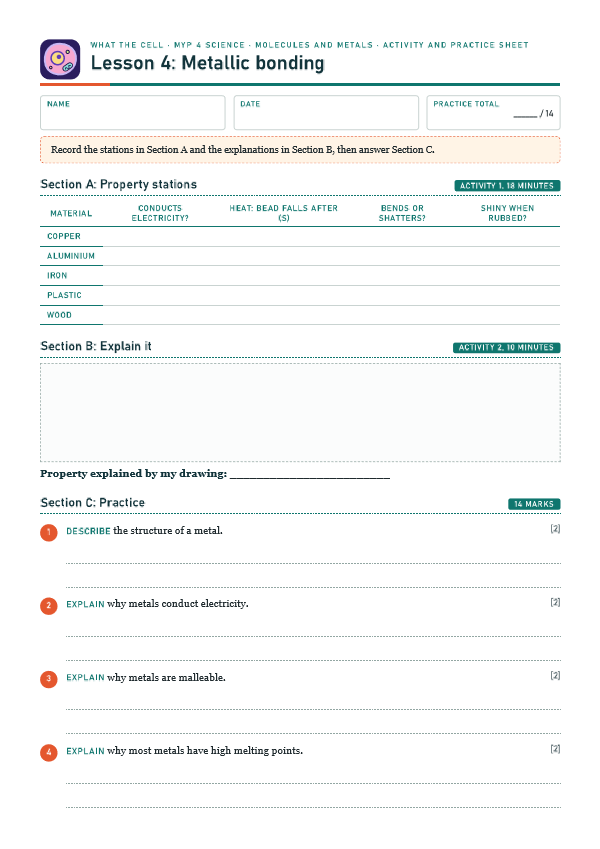 WHAT THE CELL · MYP 4 SCIENCE · MOLECULES AND METALS · ACTIVITY AND PRACTICE SHEET
Lesson 4: Metallic bonding
NAME
DATE
PRACTICE TOTAL
_____ / 14
Record the stations in Section A and the explanations in Section B, then answer Section C.
Section A: Property stations
ACTIVITY 1, 18 MINUTES
MATERIAL
CONDUCTS
ELECTRICITY?
HEAT: BEAD FALLS AFTER
(S)
BENDS OR
SHATTERS?
SHINY WHEN
RUBBED?
COPPER
ALUMINIUM
IRON
PLASTIC
WOOD
Section B: Explain it
ACTIVITY 2, 10 MINUTES
Property explained by my drawing: ________________________
Section C: Practice
14 MARKS
1 DESCRIBE the structure of a metal. [2]
2 EXPLAIN why metals conduct electricity. [2]
3 EXPLAIN why metals are malleable. [2]
4 EXPLAIN why most metals have high melting points. [2]